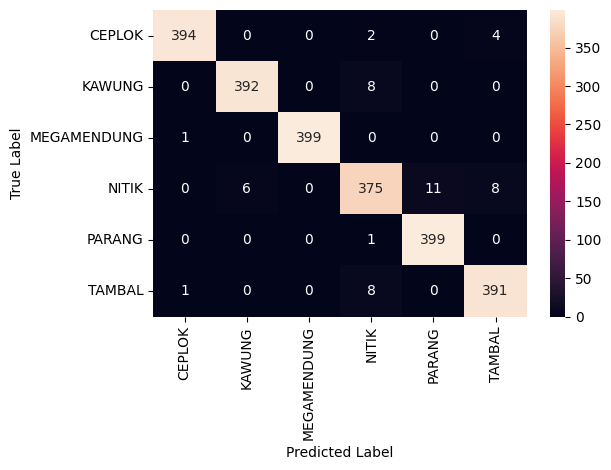 True Label
CEPLOK 394 0 0 2 0 4
KAWUNG 0 392 0 8 0 0
MEGAMENDUNG 1 0 399 0 0 0
NITIK 0 6 0 375 11 8
PARANG 0 0 0 1 399 0
TAMBAL 1 0 0 8 0 391
CEPLOK KAWUNG MEGAMENDUNG NITIK PARANG TAMBAL
Predicted Label
350
300
250
200
150
100
50
0